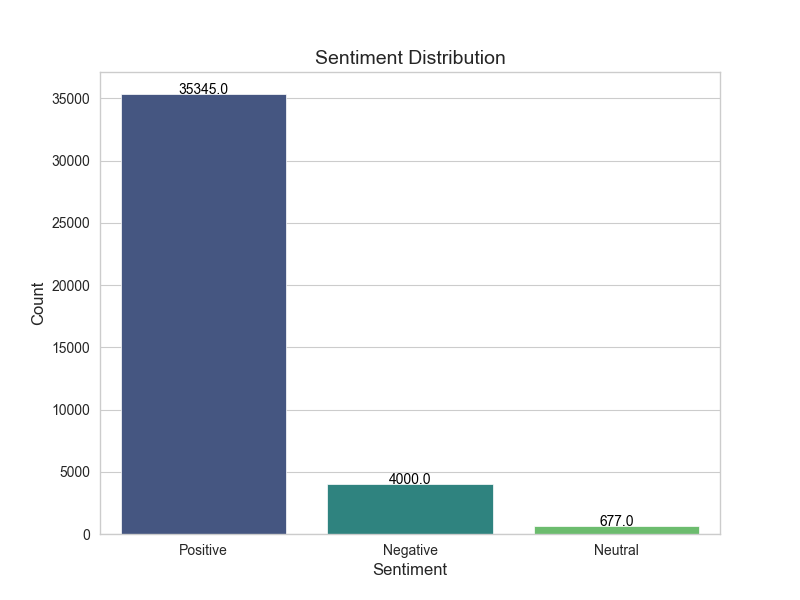 Sentiment Distribution
Count
35000
30000
25000
20000
15000
10000
5000
0
35345.0
4000.0
677.0
Positive
Negative
Neutral
Sentiment